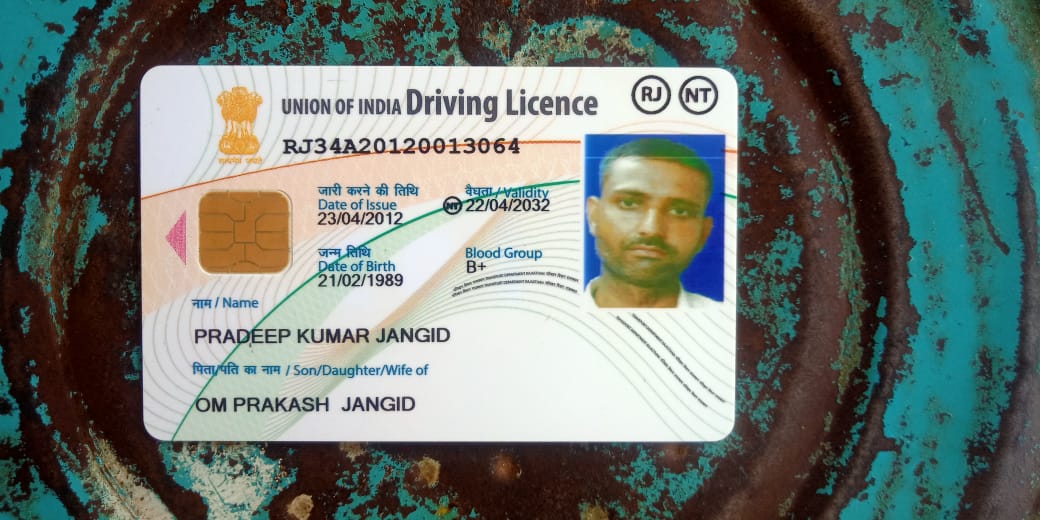 UNION OF INDIA Driving Licence
RJ NT
सत्यमेव जयते
RJ34A20120013064
जारी करने की तिथि
Date of Issue
23/04/2012
वैधता / Validity
NT 22/04/2032
जन्म तिथि
Date of Birth
21/02/1989
Blood Group
B+
नाम / Name
PRADEEP KUMAR JANGID
पिता/पति का नाम / Son/Daughter/Wife of
OM PRAKASH JANGID